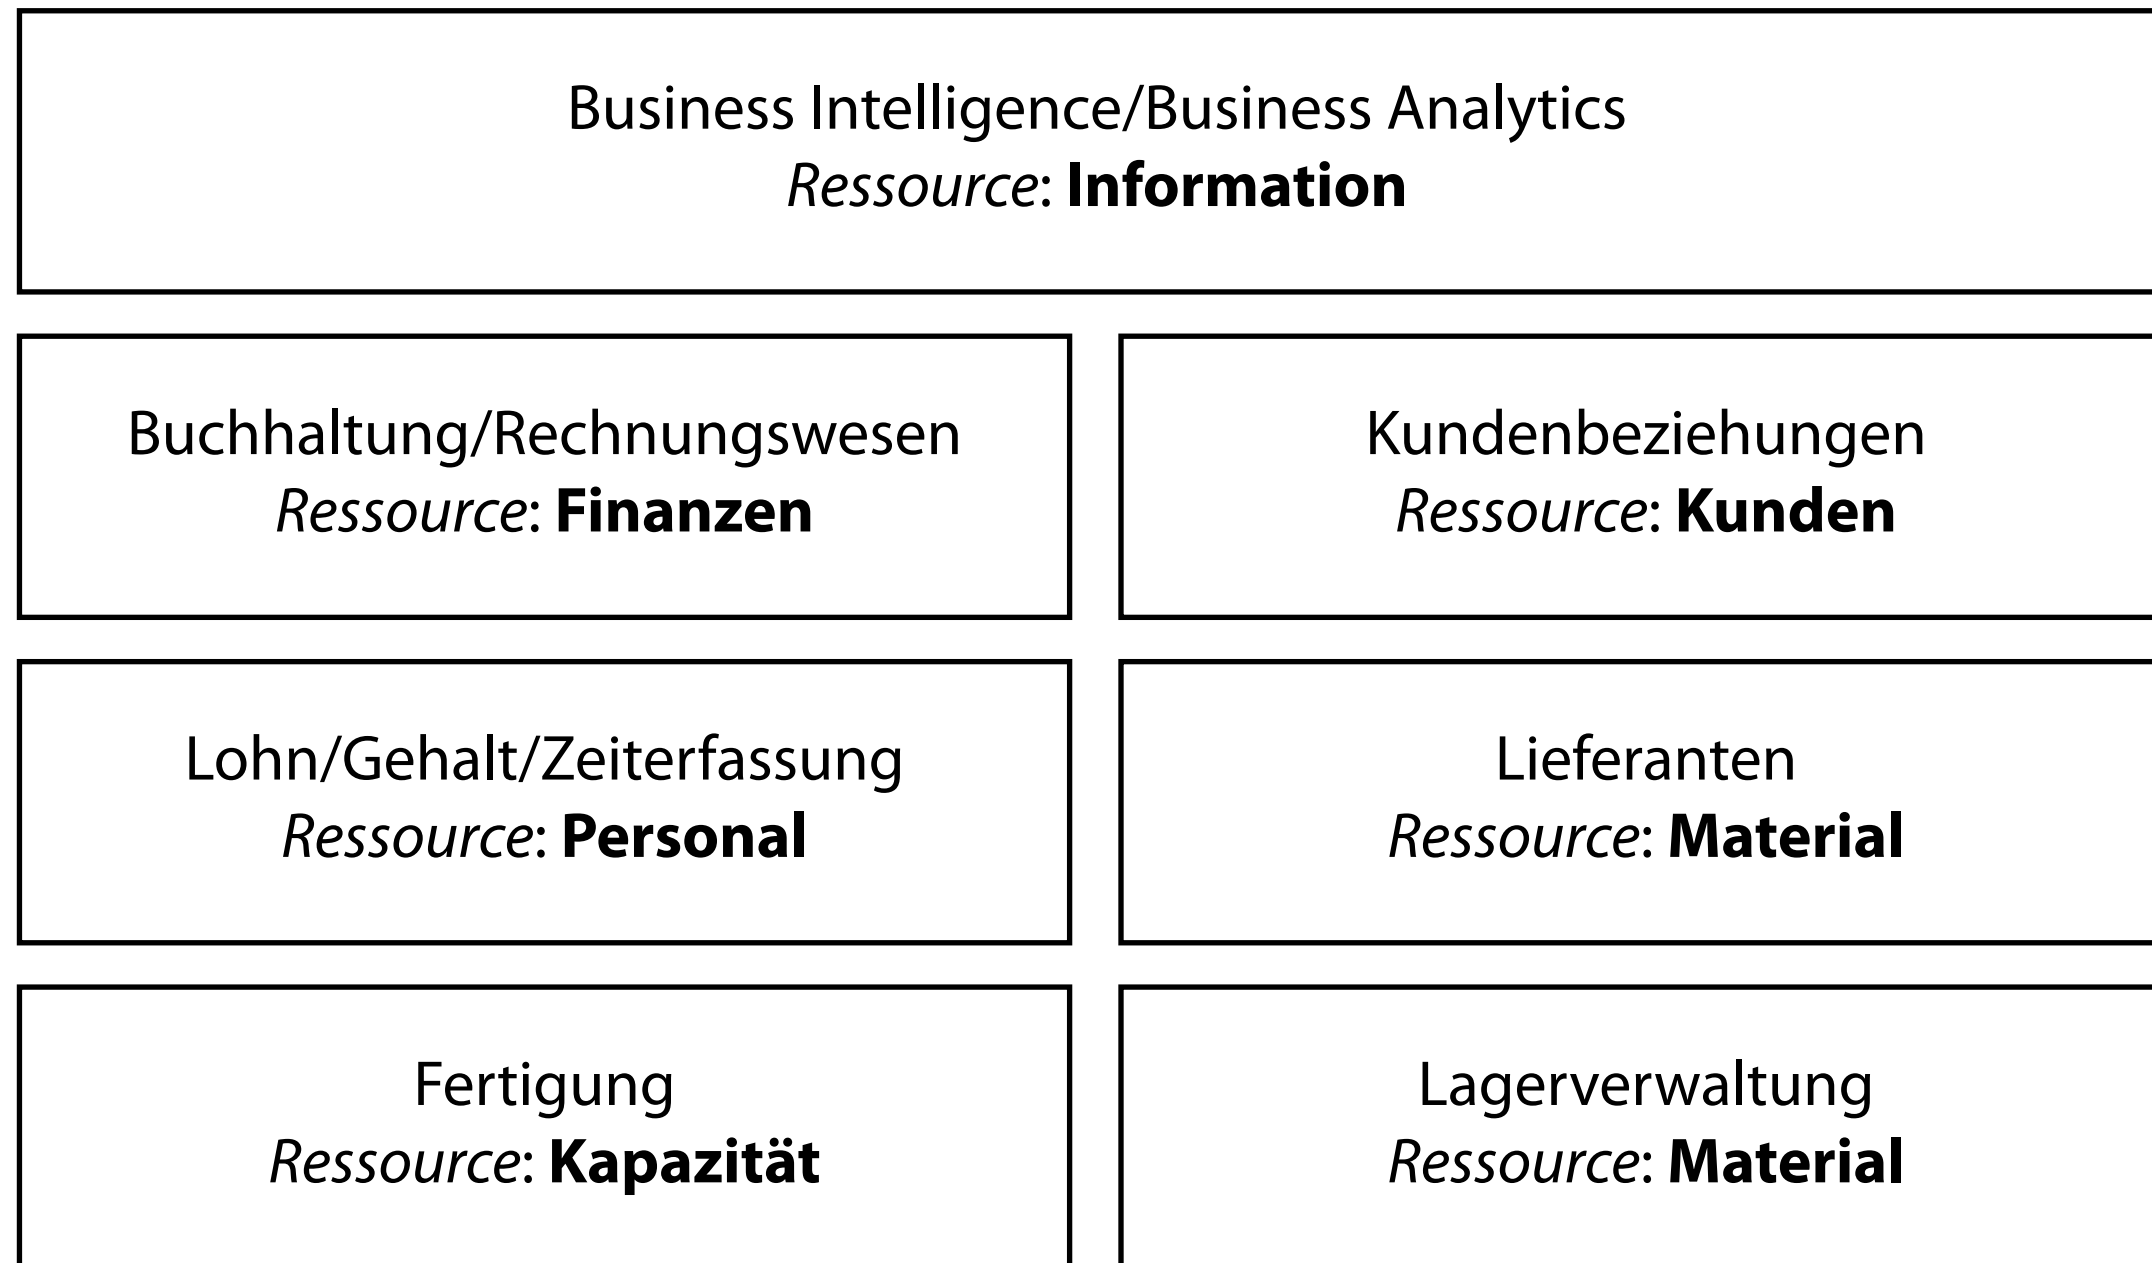 Business Intelligence/Business Analytics
Ressource: Information
Buchhaltung/Rechnungswesen
Ressource: Finanzen
Kundenbeziehungen
Ressource: Kunden
Lohn/Gehalt/Zeiterfassung
Ressource: Personal
Lieferanten
Ressource: Material
Fertigung
Ressource: Kapazität
Lagerverwaltung
Ressource: Material